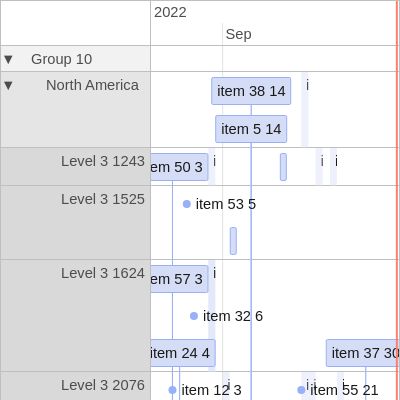 2022
Sep
▼ Group 10
▼ North America
item 38 14
i
item 5 14
Level 3 1243
em 50 3
i
i
i
Level 3 1525
item 53 5
Level 3 1624
em 57 3
i
item 32 6
item 24 4
item 37 30
Level 3 2076
item 12 3
item 55 21